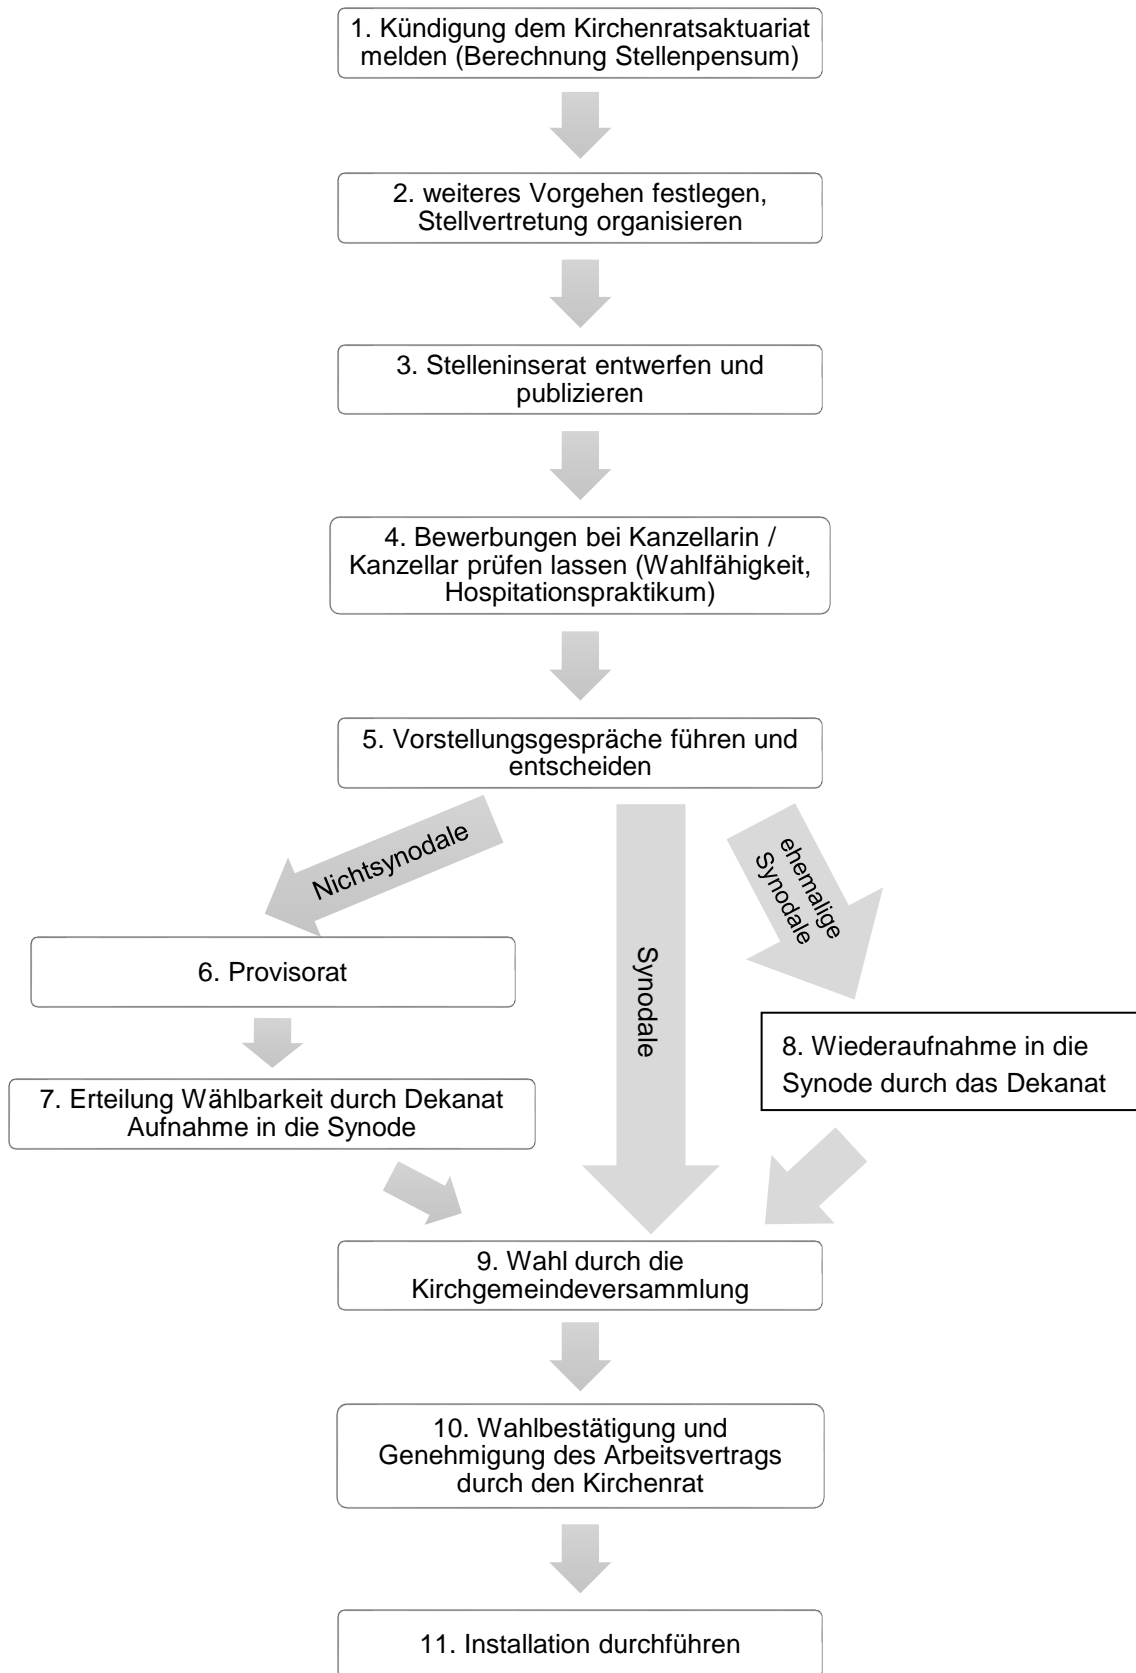 1. Kündigung dem Kirchenratsaktuariat
melden (Berechnung Stellenpensum)
2. weiteres Vorgehen festlegen,
Stellvertretung organisieren
3. Stelleninserat entwerfen und
publizieren
4. Bewerbungen bei Kanzellarin /
Kanzellar prüfen lassen (Wahlfähigkeit,
Hospitationspraktikum)
5. Vorstellungsgespräche führen und
entscheiden
Nichtsynodale
Synodale
ehemalige
Synodale
6. Provisorat
7. Erteilung Wählbarkeit durch Dekanat
Aufnahme in die Synode
8. Wiederaufnahme in die
Synode durch das Dekanat
9. Wahl durch die
Kirchgemeindeversammlung
10. Wahlbestätigung und
Genehmigung des Arbeitsvertrags
durch den Kirchenrat
11. Installation durchführen